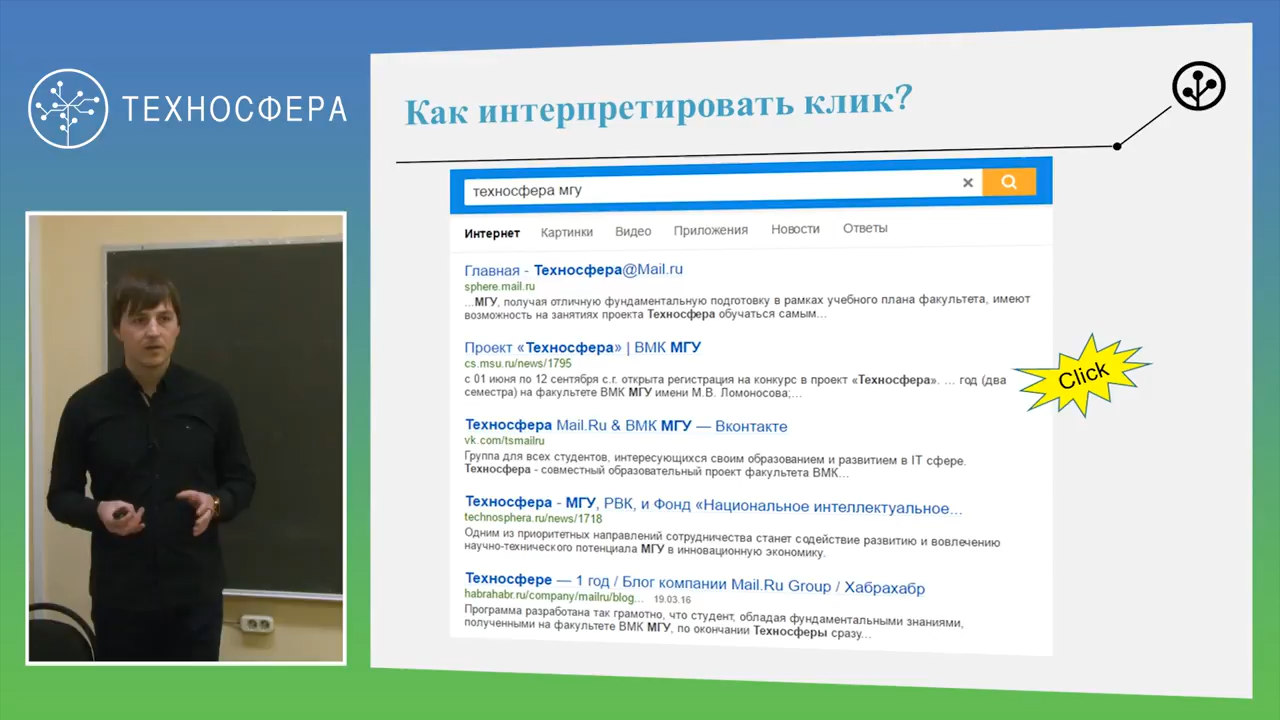 ТЕХНОСФЕРА
Как интерпретировать клик?
техносфера мгу
Интернет Картинки Видео Приложения Новости Ответы
Главная - Техносфера@Mail.ru
sphere.mail.ru
...МГУ, получая отличную фундаментальную подготовку в рамках учебного плана факультета, имеют
возможность на занятиях проекта Техносфера обучаться самым...
Проект «Техносфера» | ВМК МГУ
cs.msu.ru/news/1795
с 01 июня по 12 сентября с.г. открыта регистрация на конкурс в проект «Техносфера». ... год (два
семестра) на факультете ВМК МГУ имени М.В. Ломоносова;...
Click
Техносфера Mail.Ru & ВМК МГУ — Вконтакте
vk.com/tsmailru
Группа для всех студентов, интересующихся своим образованием и развитием в IT сфере.
Техносфера - совместный образовательный проект факультета ВМК...
Техносфера - МГУ, РВК, и Фонд «Национальное интеллектуальное...
technosphera.ru/news/1718
Одним из приоритетных направлений сотрудничества станет содействие развитию и вовлечению
научно-технического потенциала МГУ в инновационную экономику.
Техносфере — 1 год / Блог компании Mail.Ru Group / Хабрахабр
habrahabr.ru/company/mailru/blog... 19.03.16
Программа разработана так грамотно, что студент, обладая фундаментальными знаниями,
полученными на факультете ВМК МГУ, по окончании Техносферы сразу...